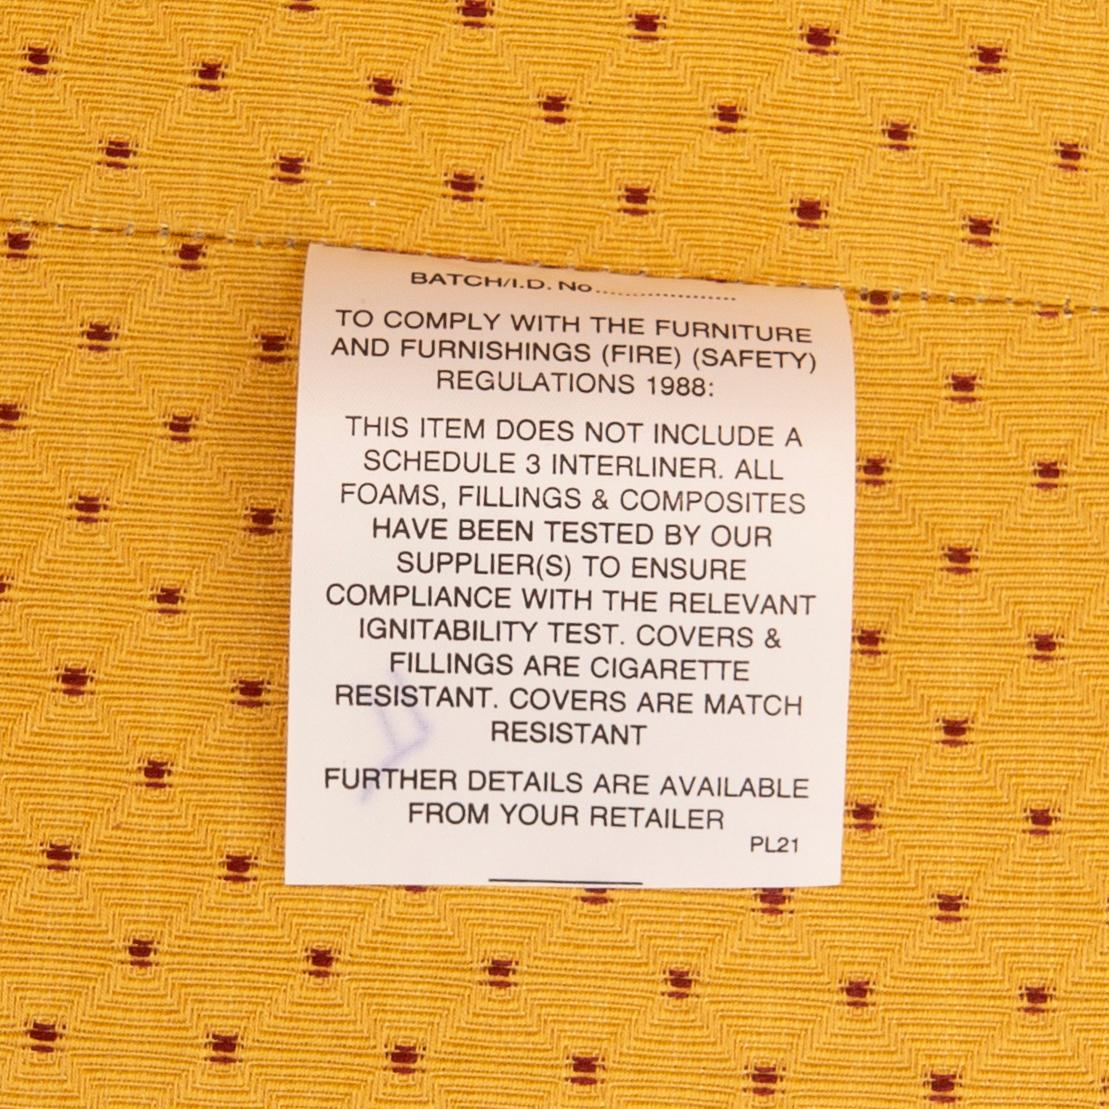 BATCH/I.D. No....................
TO COMPLY WITH THE FURNITURE
AND FURNISHINGS (FIRE) (SAFETY)
REGULATIONS 1988:
THIS ITEM DOES NOT INCLUDE A
SCHEDULE 3 INTERLINER. ALL
FOAMS, FILLINGS & COMPOSITES
HAVE BEEN TESTED BY OUR
SUPPLIER(S) TO ENSURE
COMPLIANCE WITH THE RELEVANT
IGNITABILITY TEST. COVERS &
FILLINGS ARE CIGARETTE
RESISTANT. COVERS ARE MATCH
RESISTANT
FURTHER DETAILS ARE AVAILABLE
FROM YOUR RETAILER
PL21